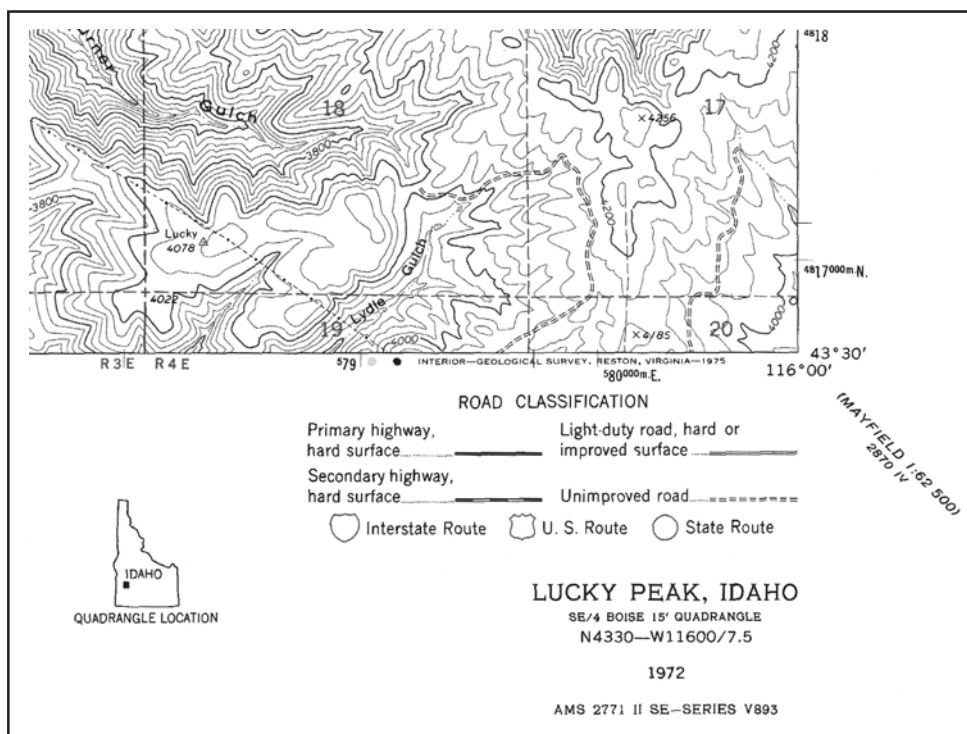 4818
4200
urner
Gulch
18
17
4000
3800
×4256
3800
4200
Lucky
4078
Gulch
4817000m.N.
4022
Lydle
19
4000
×4185
20
4000
R3E R4E
579
INTERIOR—GEOLOGICAL SURVEY, RESTON, VIRGINIA—1975
43°30′
580000m.E.
116°00′
ROAD CLASSIFICATION
Primary highway,
hard surface
Light-duty road, hard or
improved surface
Secondary highway,
hard surface
Unimproved road
Interstate Route
U. S. Route
State Route
(MAYFIELD 1:62 500)
2870 IV
IDAHO
QUADRANGLE LOCATION
LUCKY PEAK, IDAHO
SE/4 BOISE 15′ QUADRANGLE
N4330—W11600/7.5
1972
AMS 2771 II SE–SERIES V893